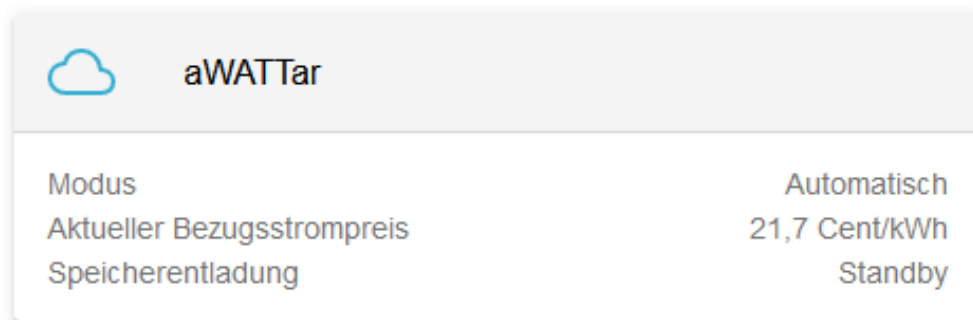 aWATTar
Modus Automatisch
Aktueller Bezugsstrompreis 21,7 Cent/kWh
Speicherentladung Standby